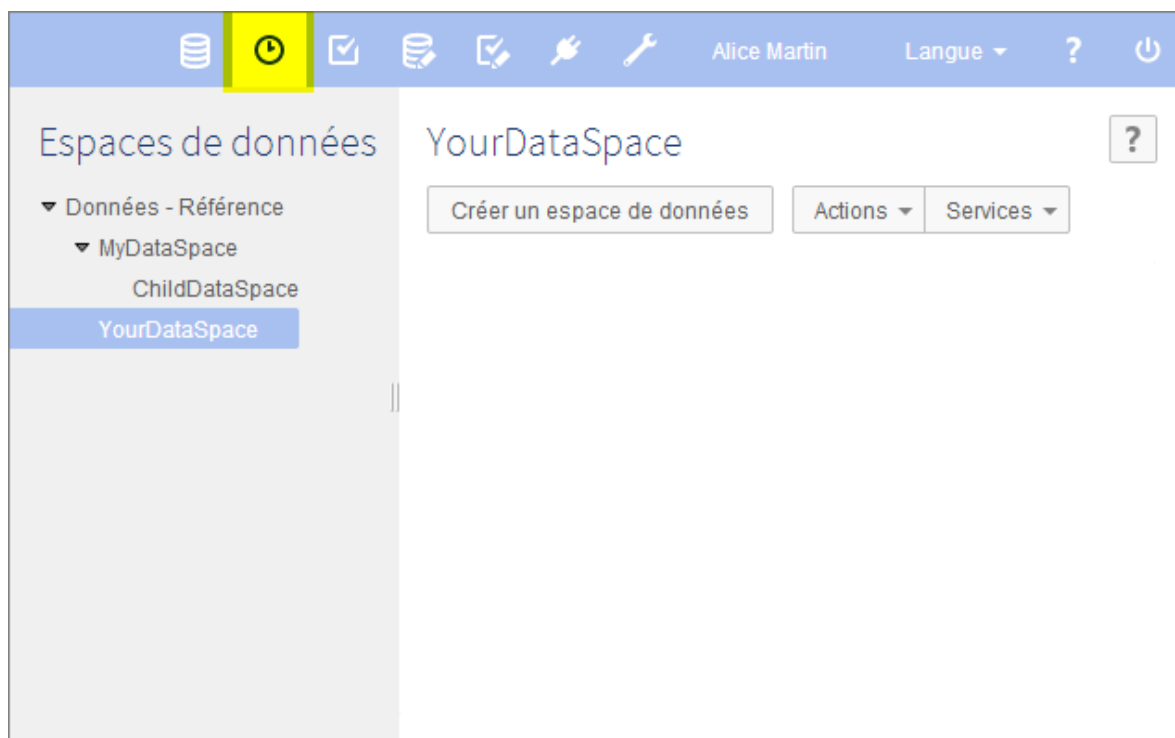 Alice Martin Langue ?
Espaces de données
Données - Référence
MyDataSpace
ChildDataSpace
YourDataSpace
YourDataSpace ?
Créer un espace de données Actions Services